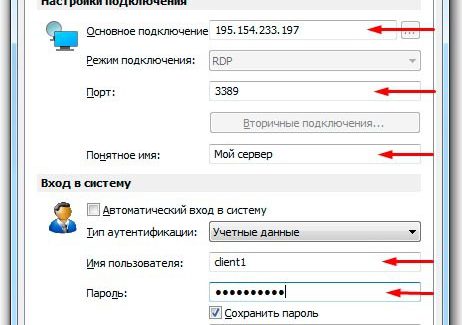 Настройки подключения
Основное подключение 195.154.233.197 ...
Режим подключения: RDP
Порт: 3389
Вторичные подключения...
Понятное имя: Мой сервер
Вход в систему
Автоматический вход в систему
Тип аутентификации: Учетные данные
Имя пользователя: client1
Пароль: ●●●●●●●●●●
Сохранить пароль